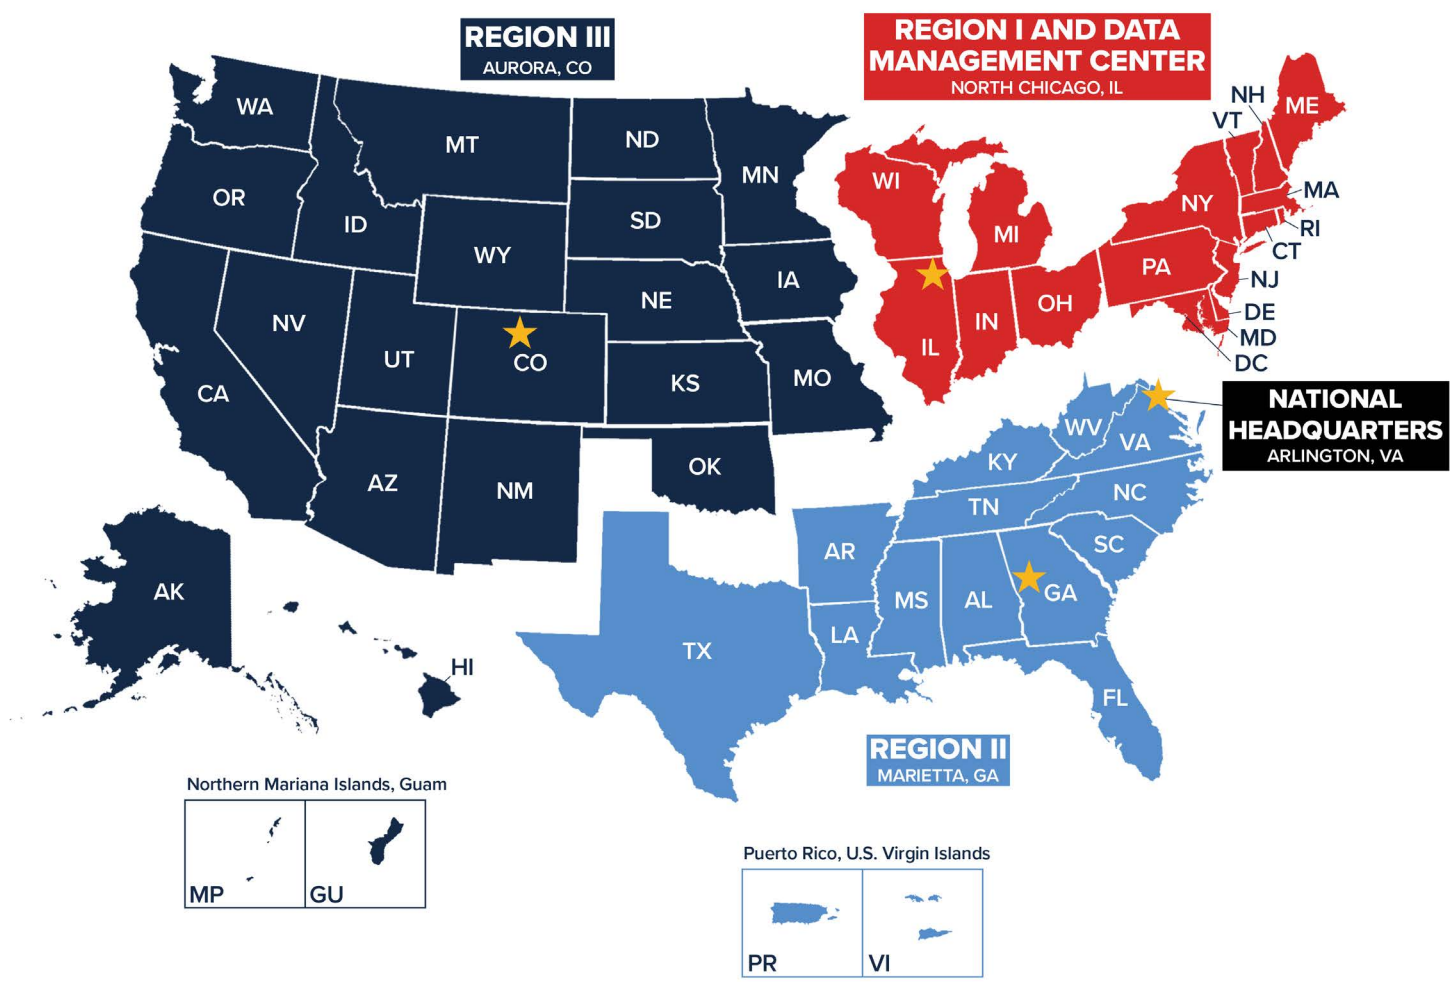 REGION III
AURORA, CO
REGION I AND DATA
MANAGEMENT CENTER
NORTH CHICAGO, IL
WA
OR
ID
MT
ND
MN
SD
WY
NE
IA
NV
UT
CO
KS
MO
CA
AZ
NM
OK
AK
HI
WI
MI
IL
IN
OH
PA
NY
VT
NH
ME
MA
RI
CT
NJ
DE
MD
DC
NATIONAL
HEADQUARTERS
ARLINGTON, VA
WV
VA
KY
TN
NC
SC
AR
MS
AL
GA
LA
TX
FL
REGION II
MARIETTA, GA
Northern Mariana Islands, Guam
MP
GU
Puerto Rico, U.S. Virgin Islands
PR
VI